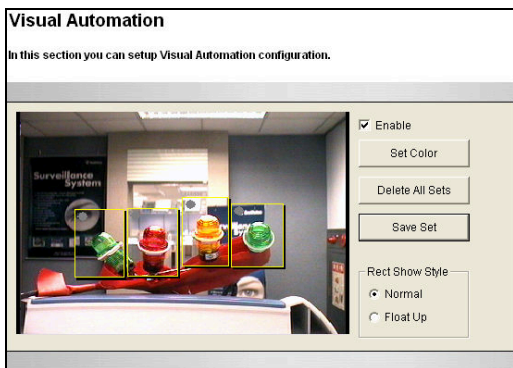 Visual Automation
In this section you can setup Visual Automation configuration.
Enable
Set Color
Surveillance
System
Delete All Sets
Save Set
Rect Show Style
Normal
Float Up